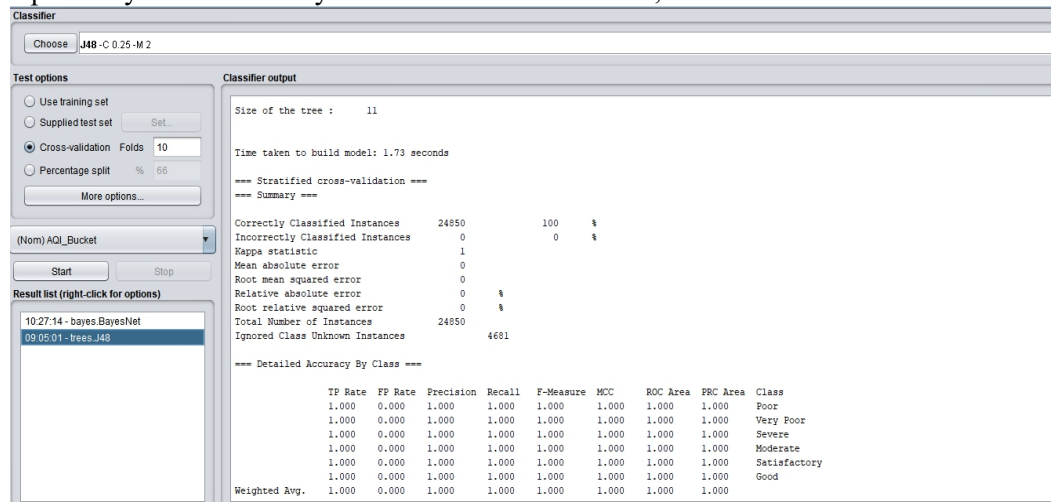 Classifier
Choose J48 -C 0.25 -M 2
Test options
Use training set
Supplied test set Set...
Cross-validation Folds 10
Percentage split % 66
More options...
(Nom) AQI_Bucket
Start Stop
Result list (right-click for options)
10:27:14 - bayes.BayesNet
09:05:01 - trees.J48
Classifier output
Size of the tree : 11
Time taken to build model: 1.73 seconds
=== Stratified cross-validation ===
=== Summary ===
Correctly Classified Instances 24850 100 %
Incorrectly Classified Instances 0 0 %
Kappa statistic 1
Mean absolute error 0
Root mean squared error 0
Relative absolute error 0 %
Root relative squared error 0 %
Total Number of Instances 24850
Ignored Class Unknown Instances 4681
=== Detailed Accuracy By Class ===
TP Rate FP Rate Precision Recall F-Measure MCC ROC Area PRC Area Class
1.000 0.000 1.000 1.000 1.000 1.000 1.000 1.000 Poor
1.000 0.000 1.000 1.000 1.000 1.000 1.000 1.000 Very Poor
1.000 0.000 1.000 1.000 1.000 1.000 1.000 1.000 Severe
1.000 0.000 1.000 1.000 1.000 1.000 1.000 1.000 Moderate
1.000 0.000 1.000 1.000 1.000 1.000 1.000 1.000 Satisfactory
1.000 0.000 1.000 1.000 1.000 1.000 1.000 1.000 Good
Weighted Avg. 1.000 0.000 1.000 1.000 1.000 1.000 1.000 1.000